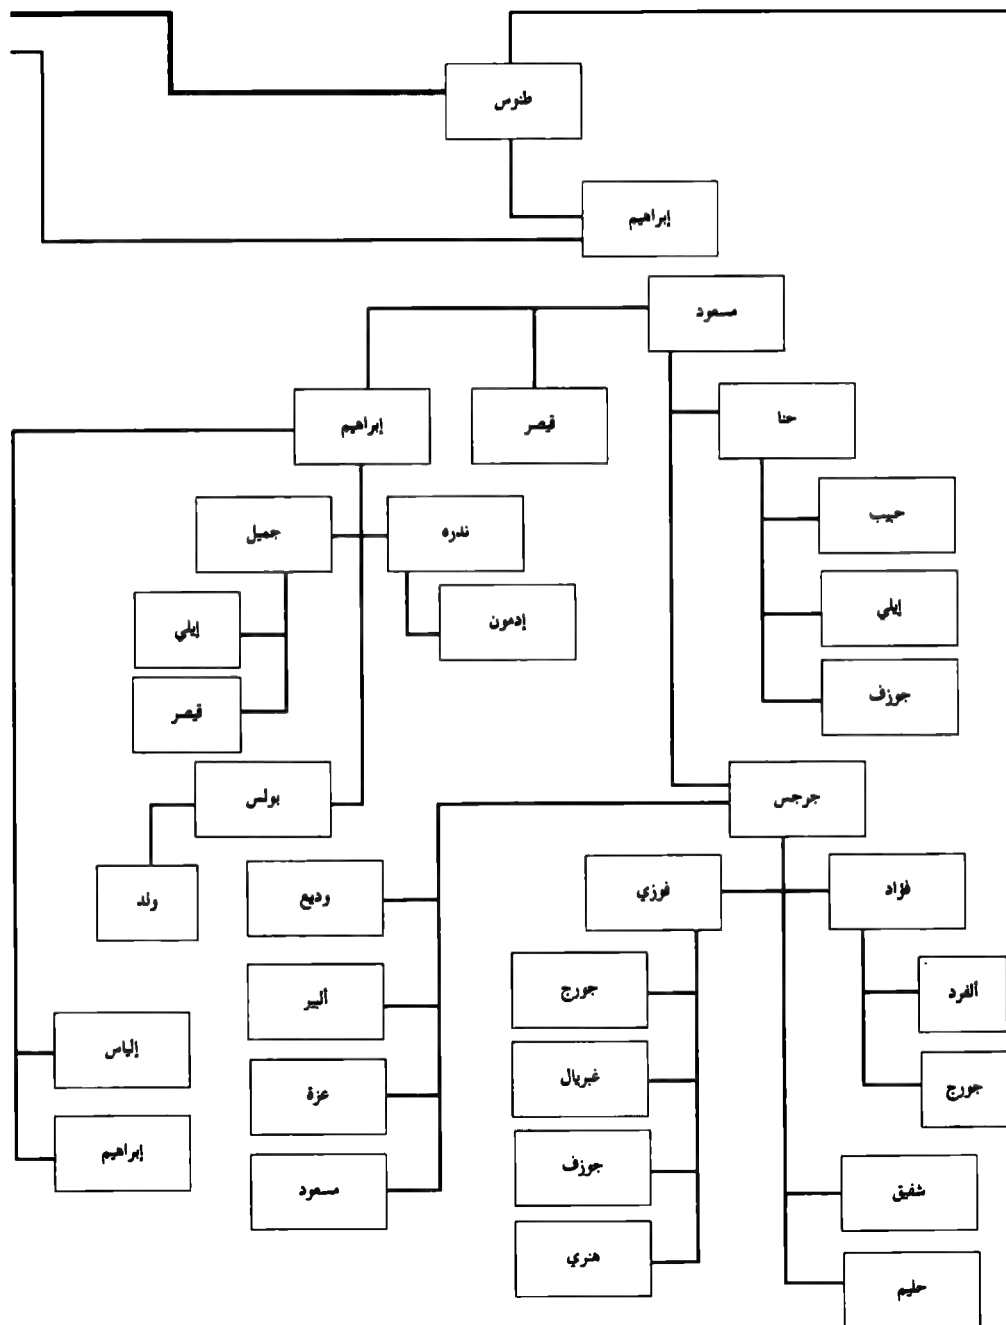 طنوس
إبراهيم
مسعود
حنا
قيصر
إبراهيم
حبيب
ندره
جميل
إيلي
إدمون
إيلي
جوزف
قيصر
جرجس
بولس
فؤاد
فوزي
وديع
ولد
ألفرد
جورج
ألبير
إلياس
جورج
غبريال
عزة
إبراهيم
شفيق
جوزف
مسعود
حليم
هنري